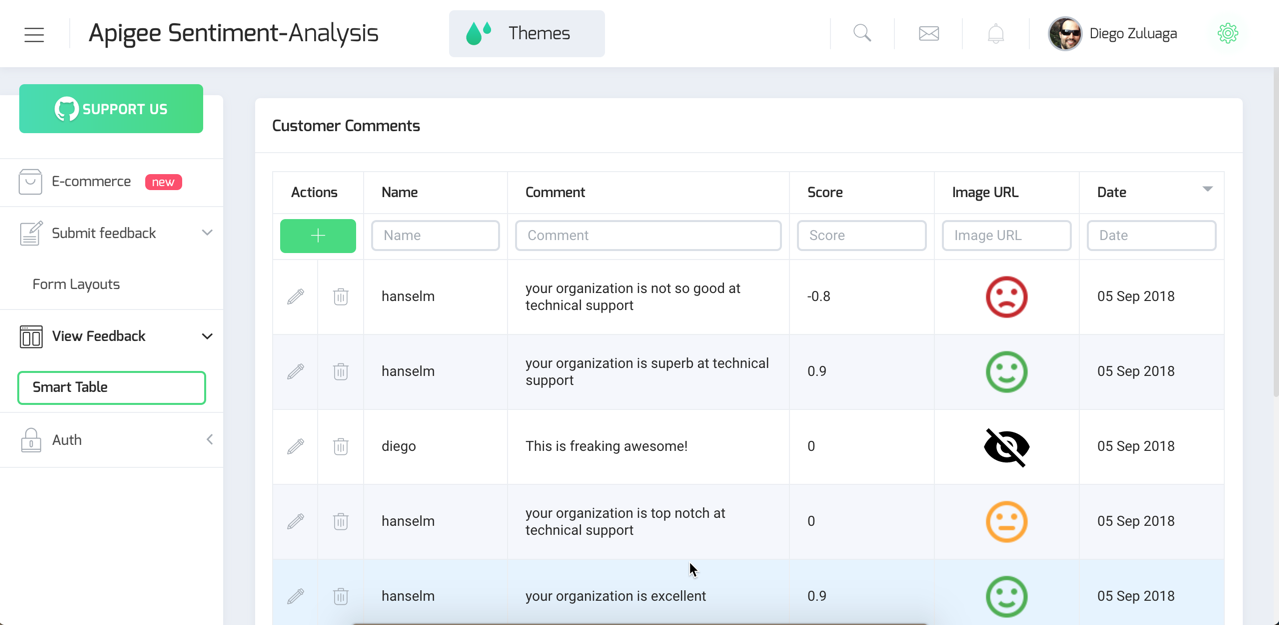 Apigee Sentiment-Analysis
Themes
Diego Zuluaga
SUPPORT US
E-commerce new
Submit feedback
Form Layouts
View Feedback
Smart Table
Auth
Customer Comments
Actions Name Comment Score Image URL Date
Name Comment Score Image URL Date
hanselm your organization is not so good at
technical support -0.8 05 Sep 2018
hanselm your organization is superb at technical
support 0.9 05 Sep 2018
diego This is freaking awesome! 0 05 Sep 2018
hanselm your organization is top notch at
technical support 0 05 Sep 2018
hanselm your organization is excellent 0.9 05 Sep 2018